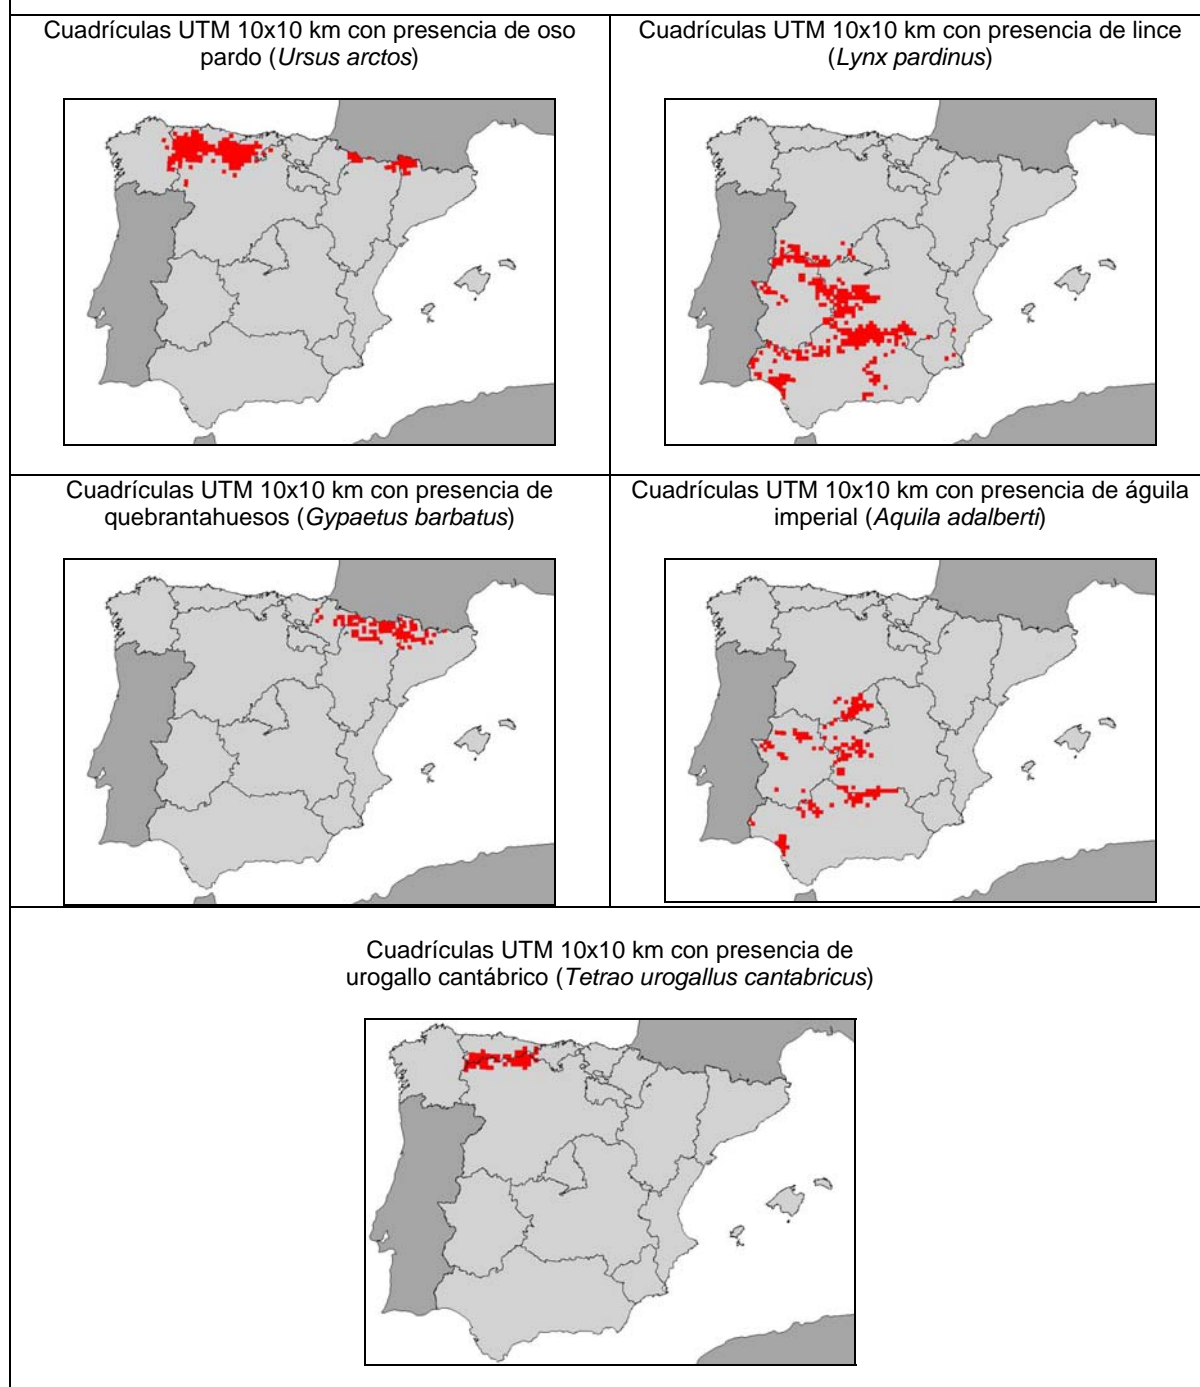 Cuadrículas UTM 10x10 km con presencia de oso
pardo (Ursus arctos)
Cuadrículas UTM 10x10 km con presencia de lince
(Lynx pardinus)
Cuadrículas UTM 10x10 km con presencia de
quebrantahuesos (Gypaetus barbatus)
Cuadrículas UTM 10x10 km con presencia de águila
imperial (Aquila adalberti)
Cuadrículas UTM 10x10 km con presencia de
urogallo cantábrico (Tetrao urogallus cantabricus)